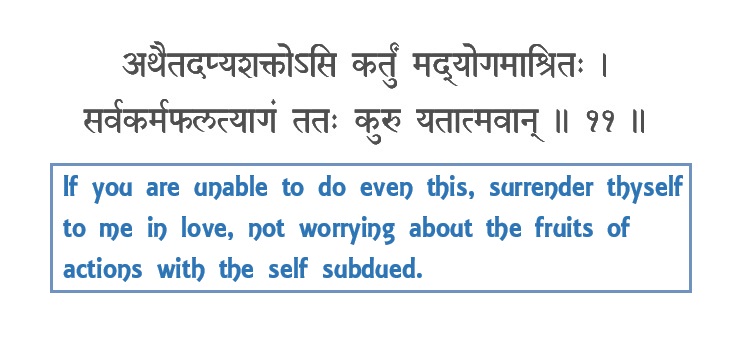 अथैतदप्यशक्तोऽसि कर्तुं मद्योगमाश्रितः ।
सर्वकर्मफलत्यागं ततः कुरु यतात्मवान् ॥ ११ ॥
If you are unable to do even this, surrender thyself
to me in love, not worrying about the fruits of
actions with the self subdued.